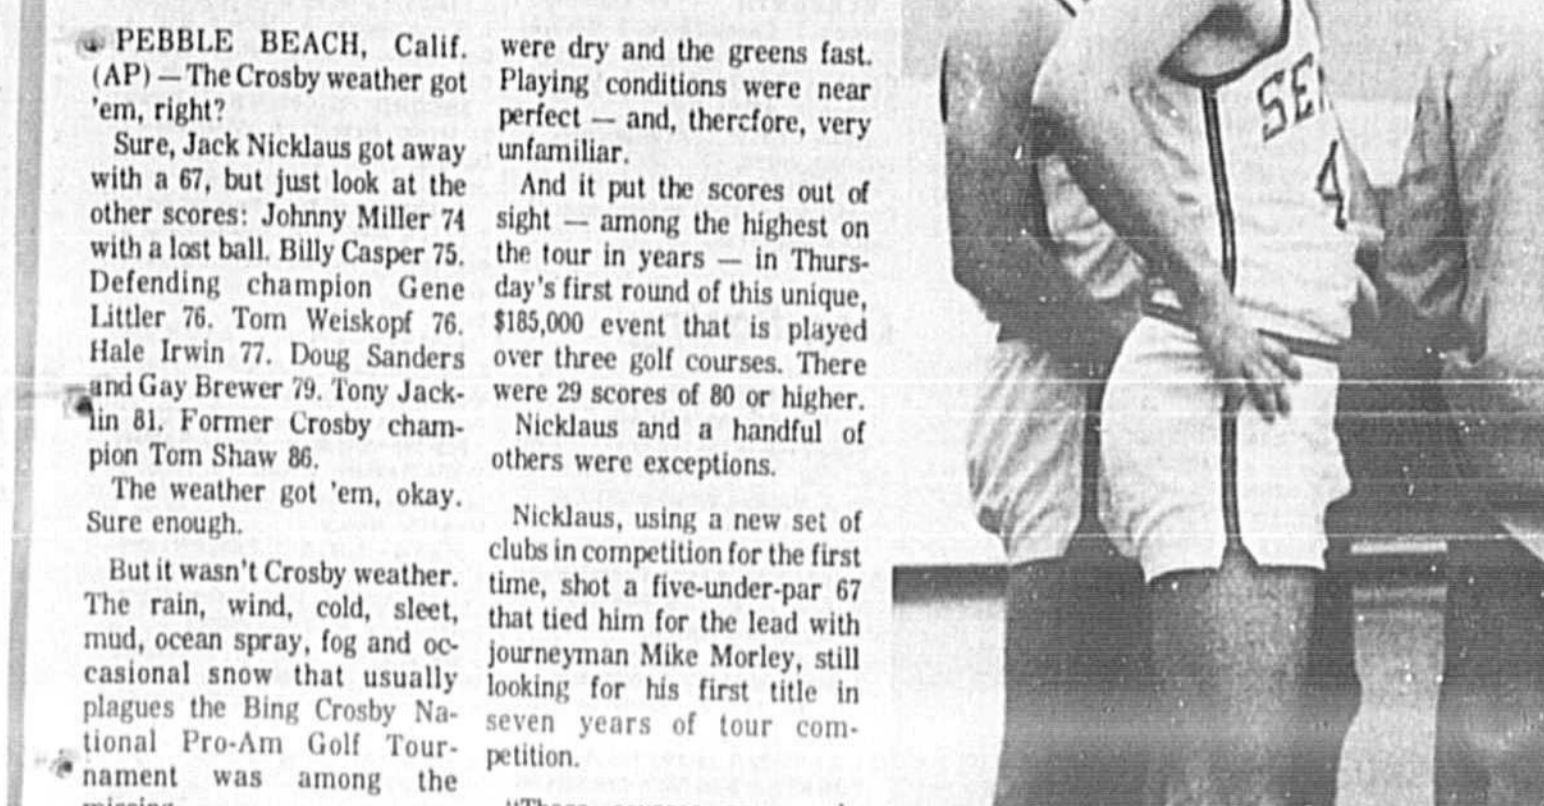 PEBBLE BEACH, Calif.
(AP) — The Crosby weather got
'em, right?
Sure, Jack Nicklaus got away
with a 67, but just look at the
other scores: Johnny Miller 74
with a lost ball. Billy Casper 75.
Defending champion Gene
Littler 76. Tom Weiskopf 76.
Hale Irwin 77. Doug Sanders
and Gay Brewer 79. Tony Jack-
lin 81. Former Crosby cham-
pion Tom Shaw 86.
The weather got 'em, okay.
Sure enough.
But it wasn't Crosby weather.
The rain, wind, cold, sleet,
mud, ocean spray, fog and oc-
casional snow that usually
plagues the Bing Crosby Na-
tional Pro-Am Golf Tour-
nament was among the
missing
were dry and the greens fast.
Playing conditions were near
perfect — and, therefore, very
unfamiliar.
And it put the scores out of
sight — among the highest on
the tour in years — in Thurs-
day's first round of this unique,
$185,000 event that is played
over three golf courses. There
were 29 scores of 80 or higher.
Nicklaus and a handful of
others were exceptions.
Nicklaus, using a new set of
clubs in competition for the first
time, shot a five-under-par 67
that tied him for the lead with
journeyman Mike Morley, still
looking for his first title in
seven years of tour com-
petition.
SE
4